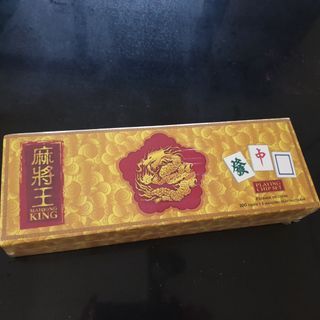 麻將王
MAHJONG
KING
發
中
PLAYING
CHIP SET